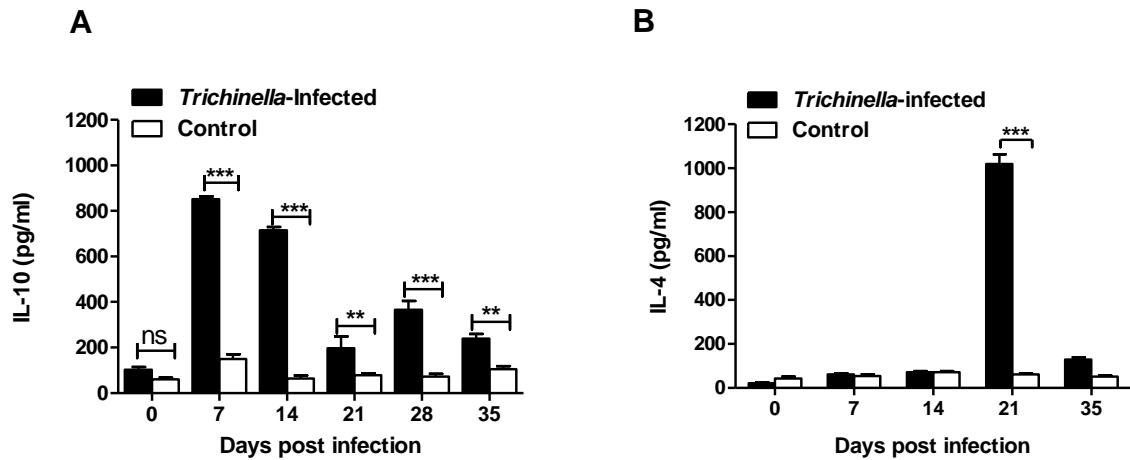 A
Trichinella-Infected
Control
1200
1000
800
600
400
200
0
IL-10 (pg/ml)
ns
***
***
**
***
**
0 7 14 21 28 35
Days post infection
B
Trichinella-infected
Control
1200
1000
800
600
400
200
0
IL-4 (pg/ml)
***
0 7 14 21 35
Days post infection